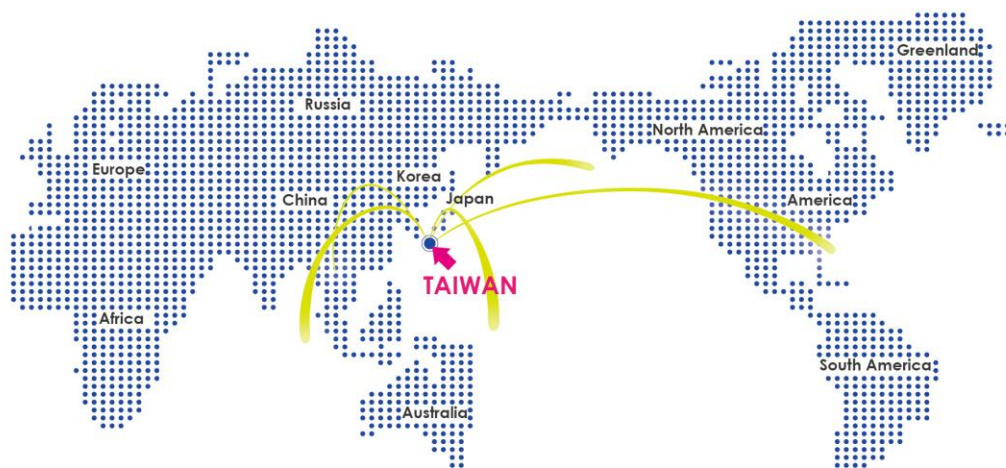 Greenland
Russia
North America
Europe
Korea
China
Japan
America
TAIWAN
Africa
South America
Australia